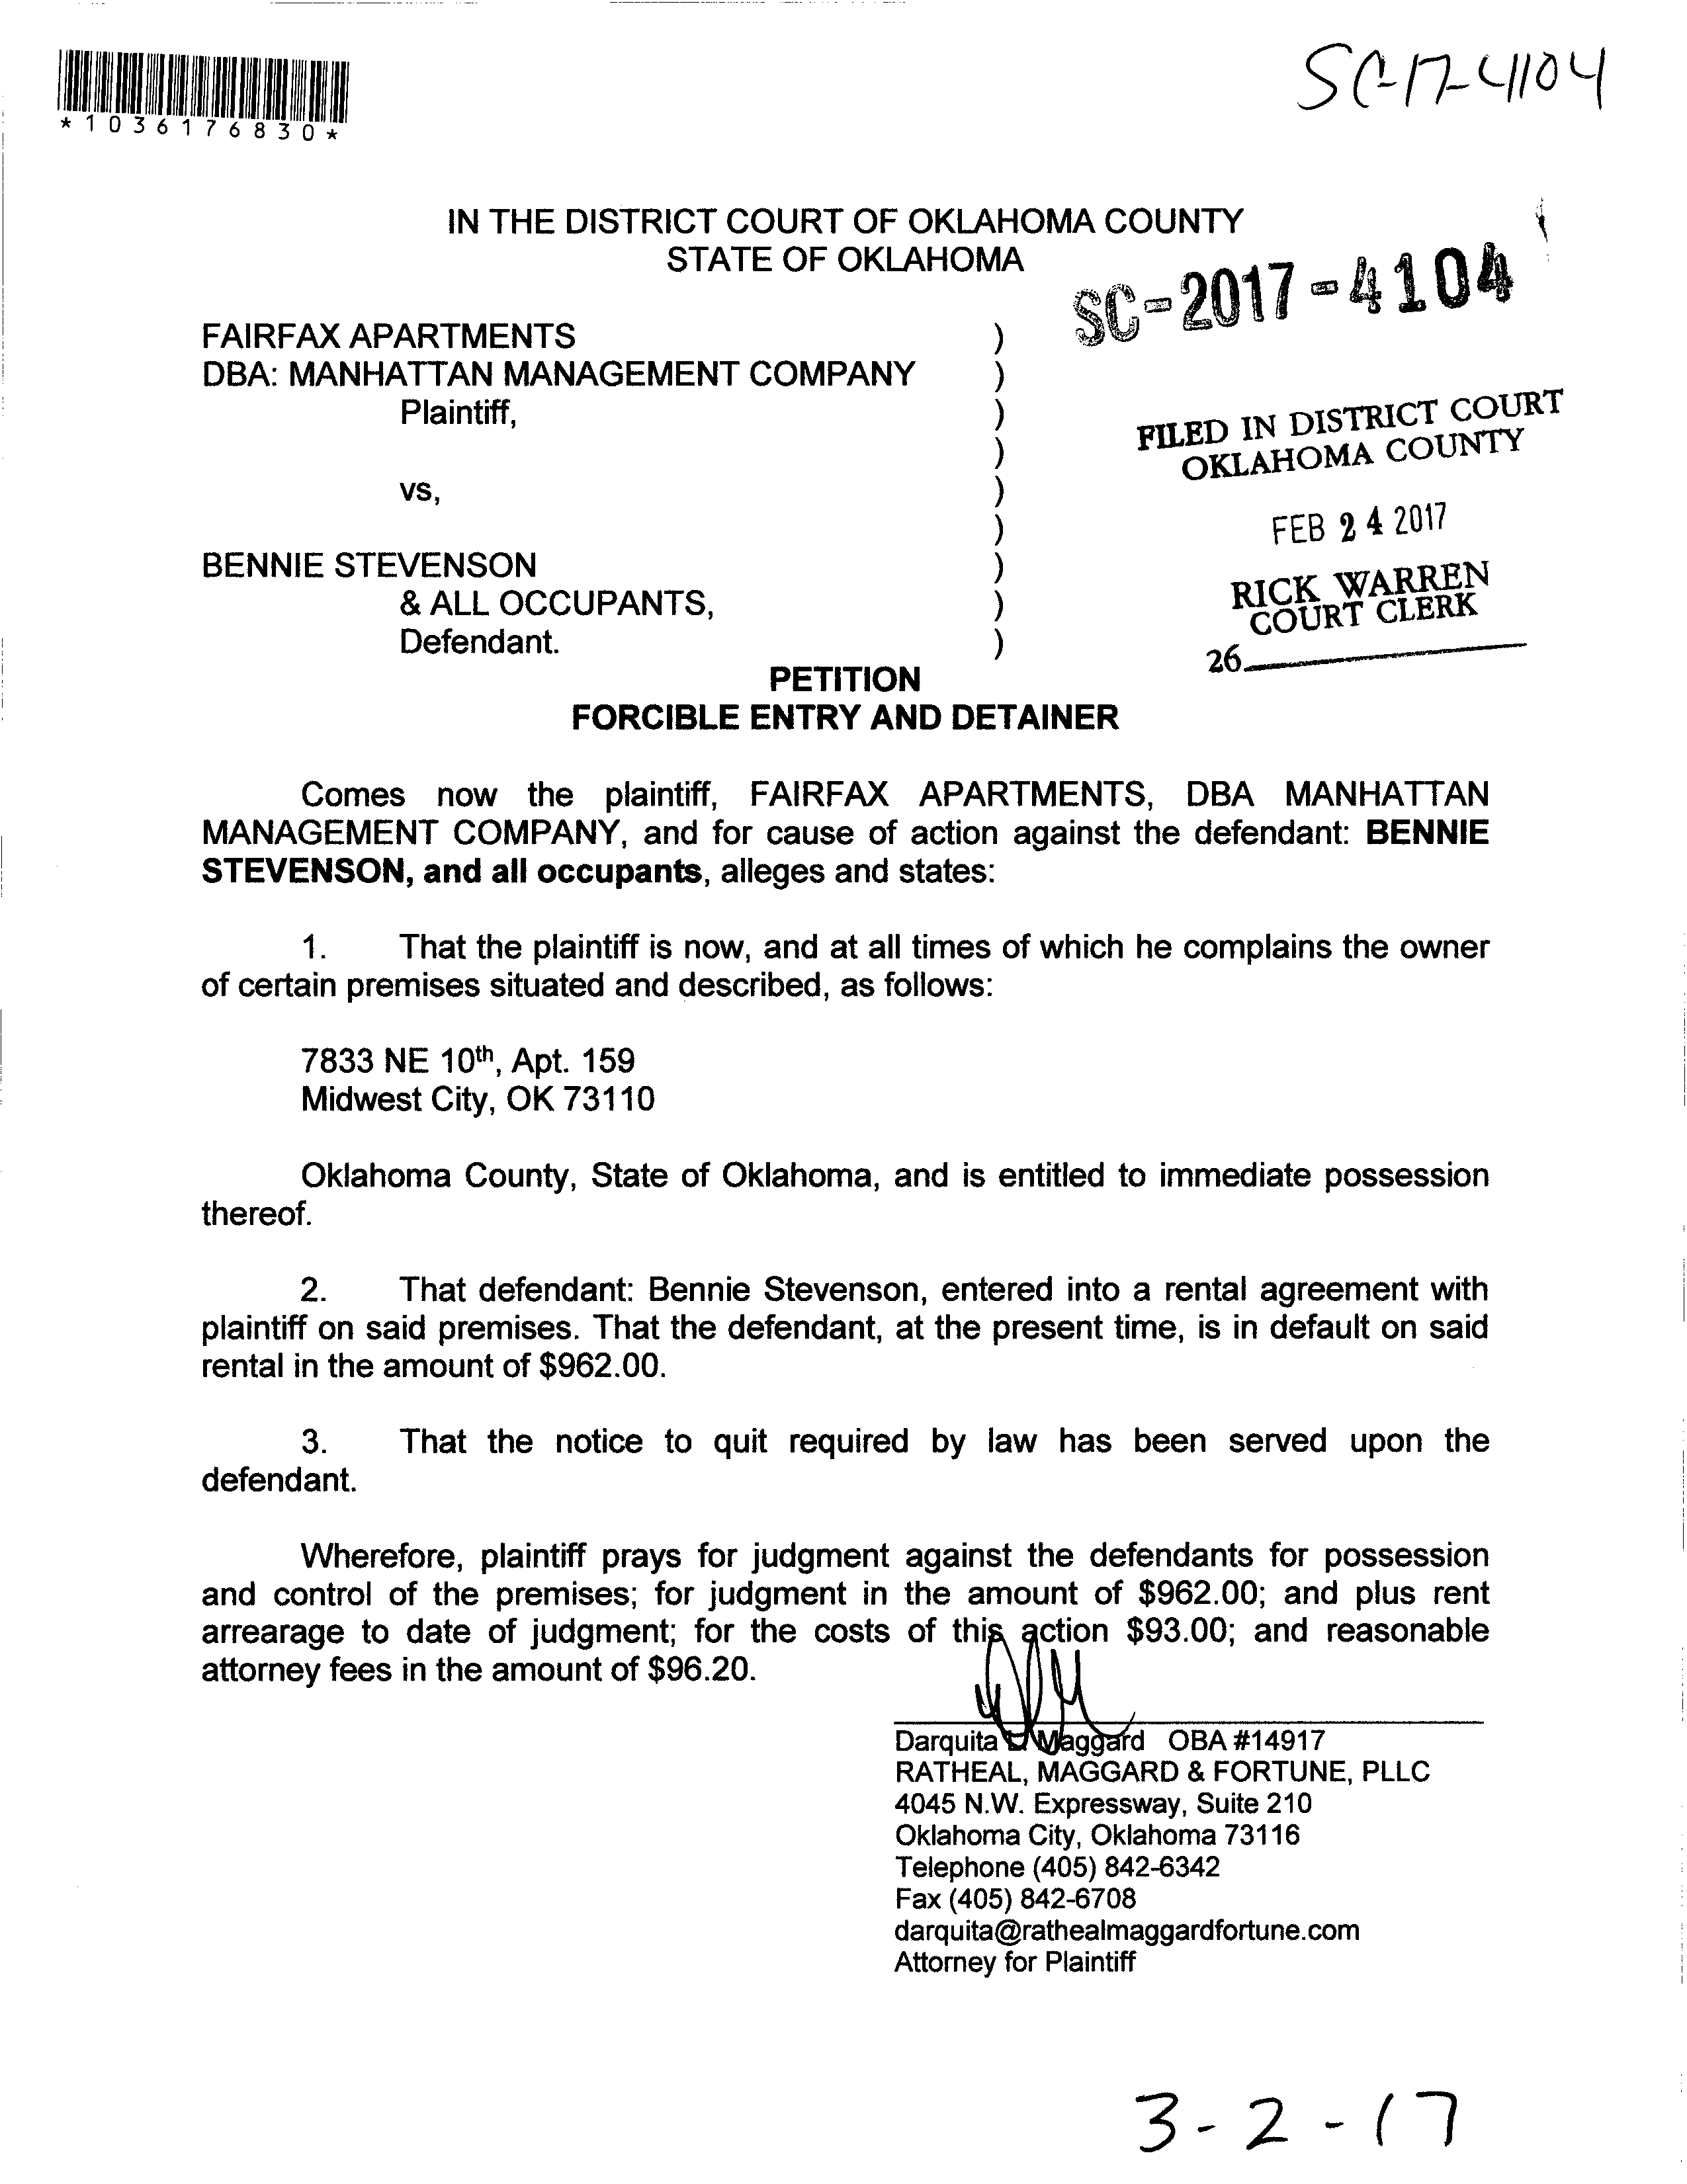 SC-17-4104
*1036176830*
IN THE DISTRICT COURT OF OKLAHOMA COUNTY
STATE OF OKLAHOMA
SC-2017-4104
FAIRFAX APARTMENTS )
DBA: MANHATTAN MANAGEMENT COMPANY )
Plaintiff, )
)
vs, )
)
BENNIE STEVENSON )
& ALL OCCUPANTS, )
Defendant. )
FILED IN DISTRICT COURT
OKLAHOMA COUNTY
FEB 24 2017
RICK WARREN
COURT CLERK
26
PETITION
FORCIBLE ENTRY AND DETAINER
Comes now the plaintiff, FAIRFAX APARTMENTS, DBA MANHATTAN
MANAGEMENT COMPANY, and for cause of action against the defendant: BENNIE
STEVENSON, and all occupants, alleges and states:
1. That the plaintiff is now, and at all times of which he complains the owner
of certain premises situated and described, as follows:
7833 NE 10th, Apt. 159
Midwest City, OK 73110
Oklahoma County, State of Oklahoma, and is entitled to immediate possession
thereof.
2. That defendant: Bennie Stevenson, entered into a rental agreement with
plaintiff on said premises. That the defendant, at the present time, is in default on said
rental in the amount of $962.00.
3. That the notice to quit required by law has been served upon the
defendant.
Wherefore, plaintiff prays for judgment against the defendants for possession
and control of the premises; for judgment in the amount of $962.00; and plus rent
arrearage to date of judgment; for the costs of this action $93.00; and reasonable
attorney fees in the amount of $96.20.
Darquita Maggard OBA #14917
RATHEAL, MAGGARD & FORTUNE, PLLC
4045 N.W. Expressway, Suite 210
Oklahoma City, Oklahoma 73116
Telephone (405) 842-6342
Fax (405) 842-6708
darquita@rathealmaggardfortune.com
Attorney for Plaintiff
3-2-17